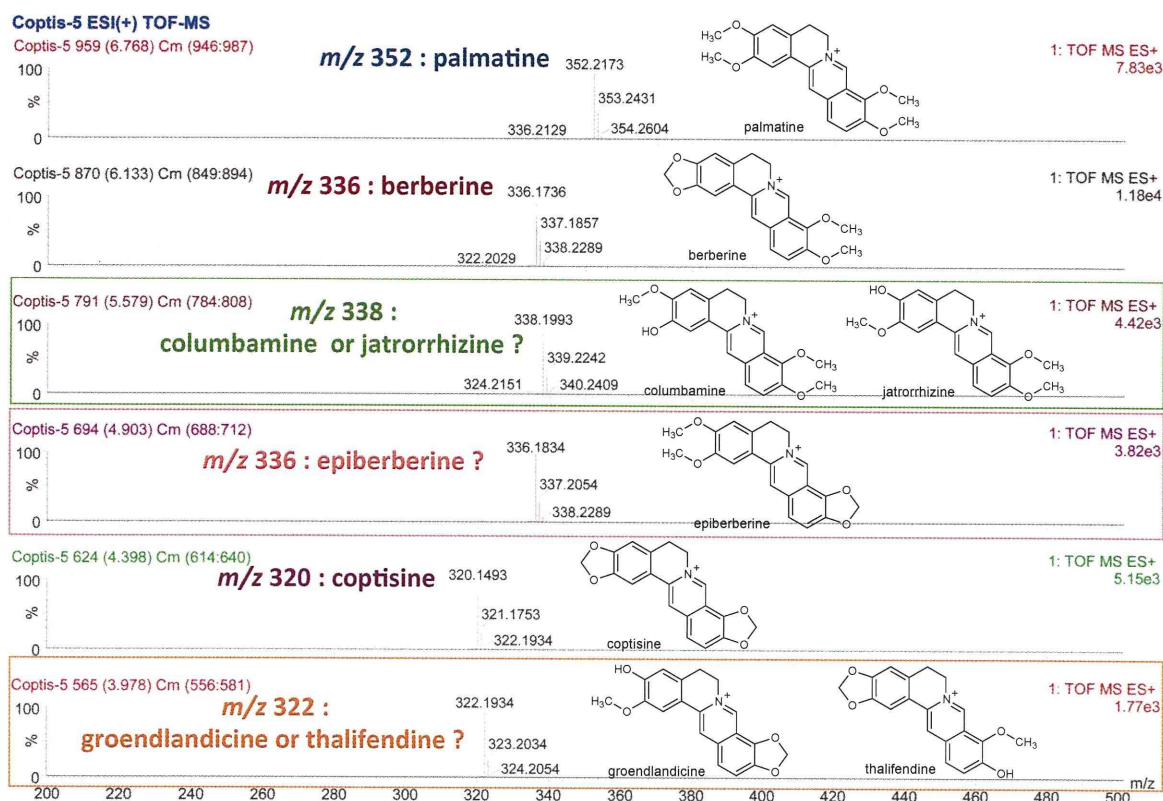 Coptis-5 ESI(+) TOF-MS
Coptis-5 959 (6.768) Cm (946:987)
m/z 352 : palmatine
1: TOF MS ES+
7.83e3
100
%
0
352.2173
353.2431
336.2129
354.2604
H₃C
O
H₃C
O
N⁺
O
CH₃
O
CH₃
palmatine
Coptis-5 870 (6.133) Cm (849:894)
m/z 336 : berberine
1: TOF MS ES+
1.18e4
100
%
0
336.1736
337.1857
338.2289
322.2029
O
O
N⁺
O
CH₃
O
CH₃
berberine
Coptis-5 791 (5.579) Cm (784:808)
m/z 338 :
columbamine or jatrorrhizine ?
1: TOF MS ES+
4.42e3
100
%
0
338.1993
339.2242
324.2151
340.2409
H₃C
O
HO
N⁺
O
CH₃
O
CH₃
columbamine
HO
H₃C
O
N⁺
O
CH₃
O
CH₃
jatrorrhizine
Coptis-5 694 (4.903) Cm (688:712)
m/z 336 : epiberberine ?
1: TOF MS ES+
3.82e3
100
%
0
336.1834
337.2054
338.2289
H₃C
O
H₃C
O
N⁺
O
O
epiberberine
Coptis-5 624 (4.398) Cm (614:640)
m/z 320 : coptisine
1: TOF MS ES+
5.15e3
100
%
0
320.1493
321.1753
322.1934
O
O
N⁺
O
O
coptisine
Coptis-5 565 (3.978) Cm (556:581)
m/z 322 :
groendlandicine or thalifendine ?
1: TOF MS ES+
1.77e3
100
%
0
322.1934
323.2034
324.2054
HO
H₃C
O
N⁺
O
O
groendlandicine
O
O
N⁺
O
CH₃
OH
thalifendine
200 220 240 260 280 300 320 340 360 380 400 420 440 460 480 500 m/z